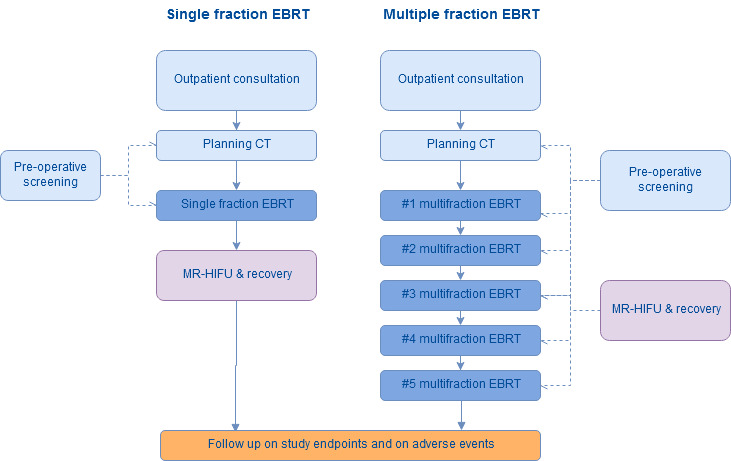 Single fraction EBRT
Multiple fraction EBRT
Outpatient consultation
Outpatient consultation
Planning CT
Planning CT
Pre-operative
screening
Pre-operative
screening
Single fraction EBRT
#1 multifraction EBRT
#2 multifraction EBRT
MR-HIFU & recovery
#3 multifraction EBRT
MR-HIFU & recovery
#4 multifraction EBRT
#5 multifraction EBRT
Follow up on study endpoints and on adverse events